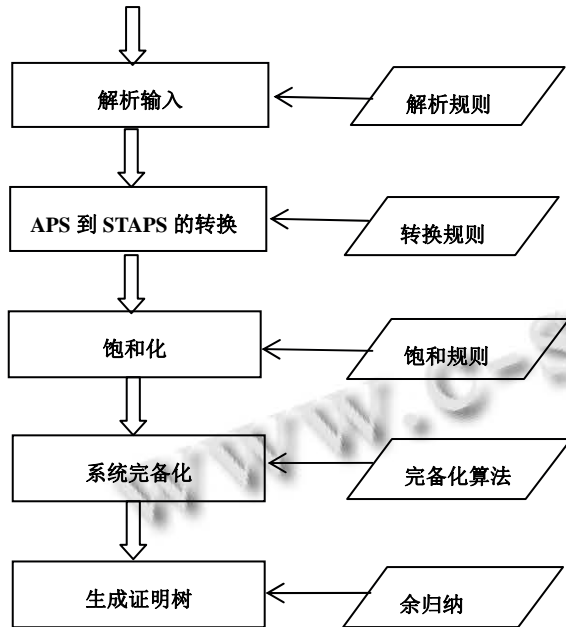 解析输入
解析规则
APS 到 STAPS 的转换
转换规则
饱和化
饱和规则
www.c-s
系统完备化
完备化算法
生成证明树
余归纳